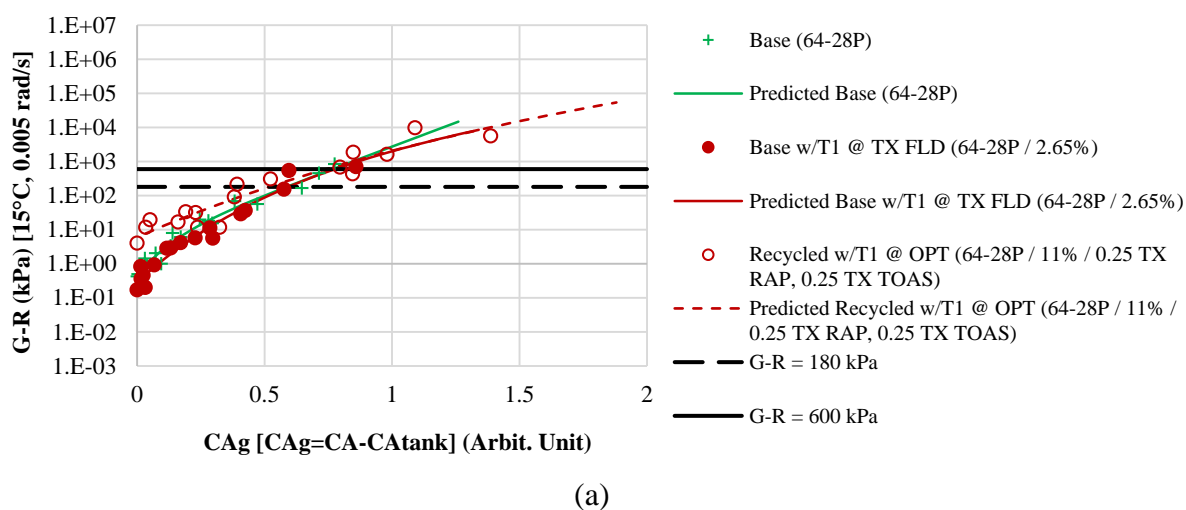 G-R (kPa) [15°C, 0.005 rad/s]
1.E+07
1.E+06
1.E+05
1.E+04
1.E+03
1.E+02
1.E+01
1.E+00
1.E-01
1.E-02
1.E-03
0
0.5
1
1.5
2
CAg [CAg=CA-CAtank] (Arbit. Unit)
Base (64-28P)
Predicted Base (64-28P)
Base w/T1 @ TX FLD (64-28P / 2.65%)
Predicted Base w/T1 @ TX FLD (64-28P / 2.65%)
Recycled w/T1 @ OPT (64-28P / 11% / 0.25 TX
RAP, 0.25 TX TOAS)
Predicted Recycled w/T1 @ OPT (64-28P / 11% /
0.25 TX RAP, 0.25 TX TOAS)
G-R = 180 kPa
G-R = 600 kPa
(a)